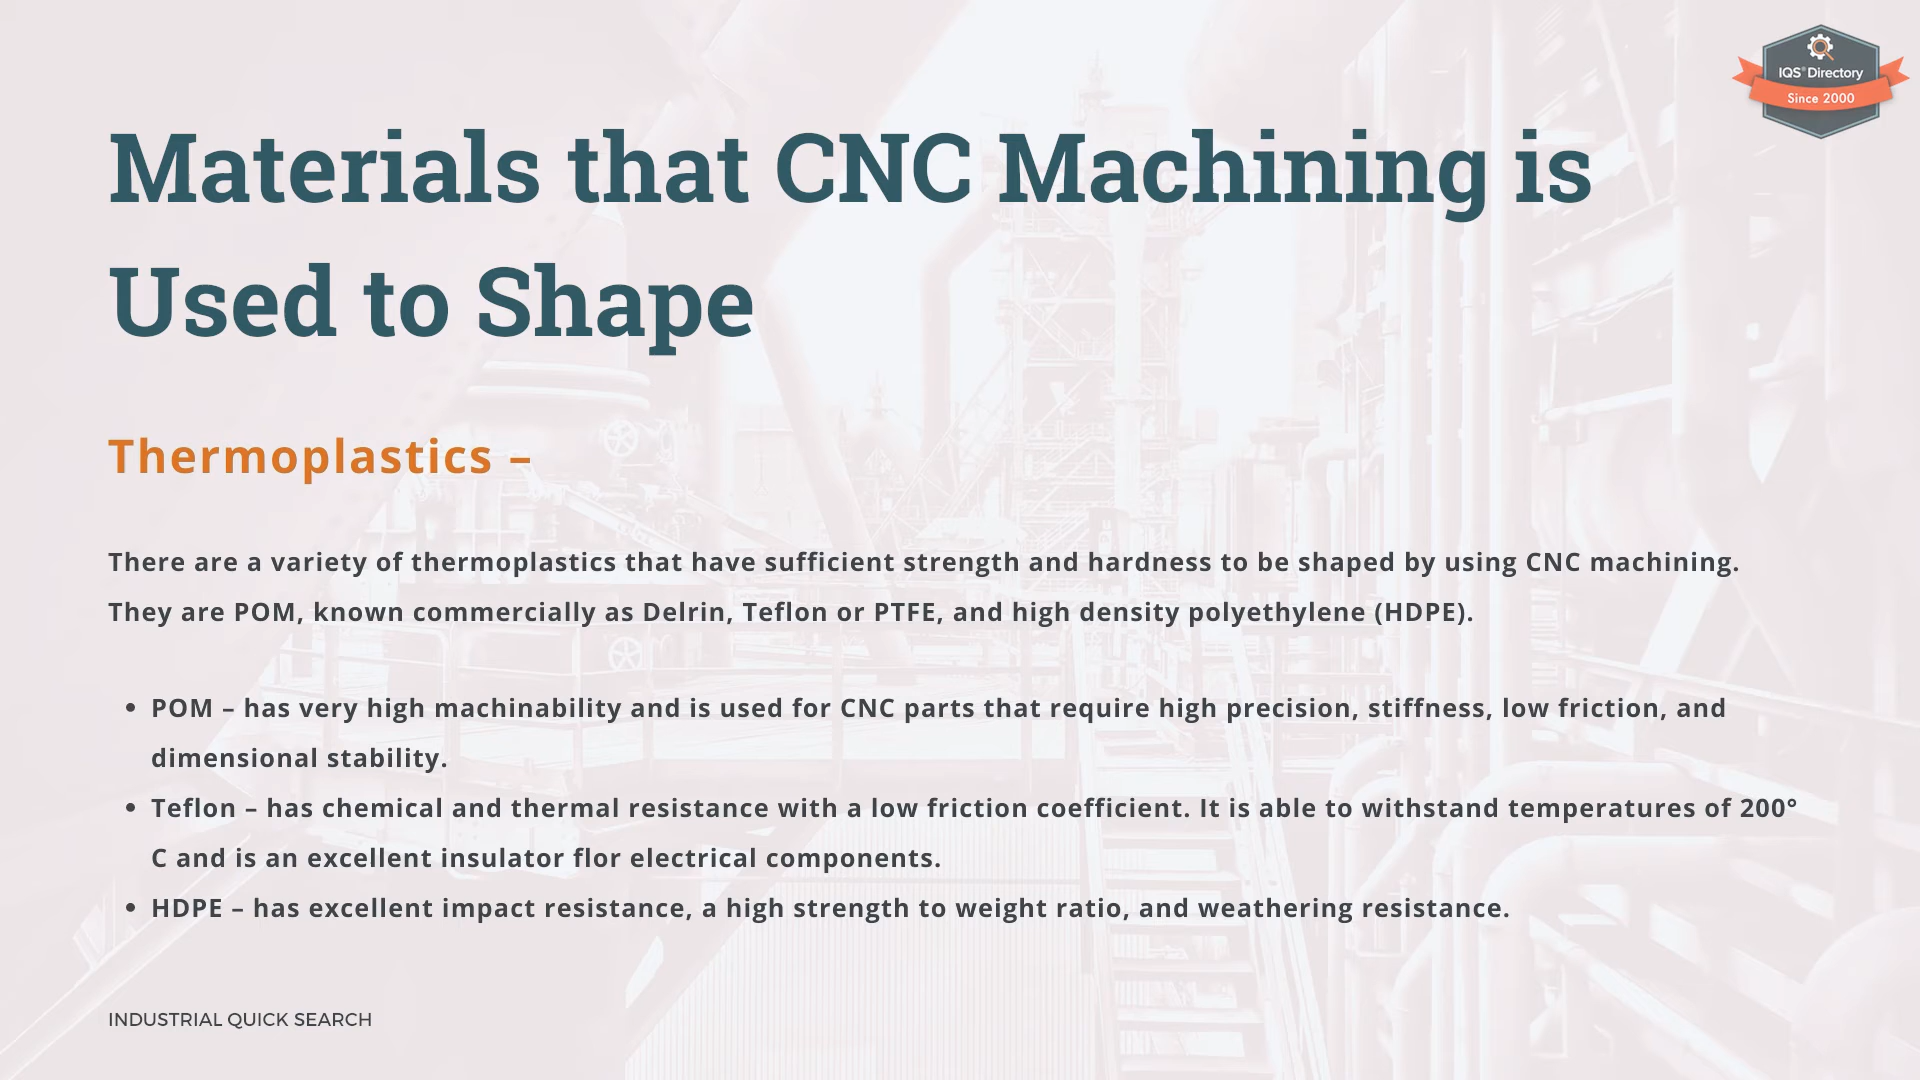 IQS® Directory
Since 2000
Materials that CNC Machining is
Used to Shape
Thermoplastics –
There are a variety of thermoplastics that have sufficient strength and hardness to be shaped by using CNC machining.
They are POM, known commercially as Delrin, Teflon or PTFE, and high density polyethylene (HDPE).
• POM – has very high machinability and is used for CNC parts that require high precision, stiffness, low friction, and
dimensional stability.
• Teflon – has chemical and thermal resistance with a low friction coefficient. It is able to withstand temperatures of 200°
C and is an excellent insulator flor electrical components.
• HDPE – has excellent impact resistance, a high strength to weight ratio, and weathering resistance.
INDUSTRIAL QUICK SEARCH